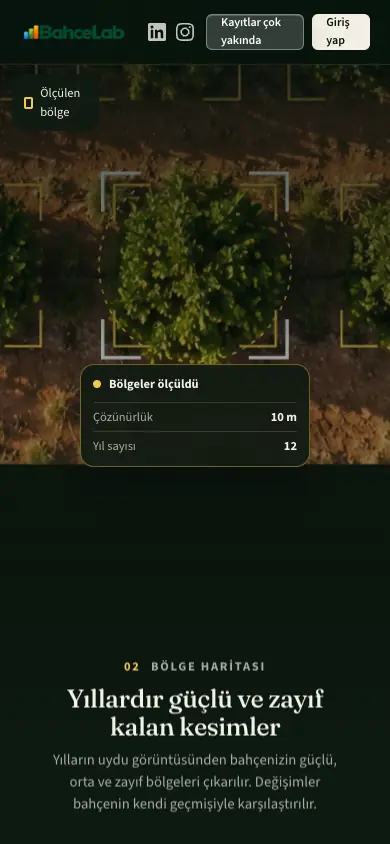 BahceLab
Kayıtlar çok
yakında
Giriş
yap
Ölçülen
bölge
Bölgeler ölçüldü
Çözünürlük 10 m
Yıl sayısı 12
02 BÖLGE HARİTASI
Yıllardır güçlü ve zayıf
kalan kesimler
Yılların uydu görüntüsünden bahçenizin güçlü,
orta ve zayıf bölgeleri çıkarılır. Değişimler
bahçenin kendi geçmişiyle karşılaştırılır.